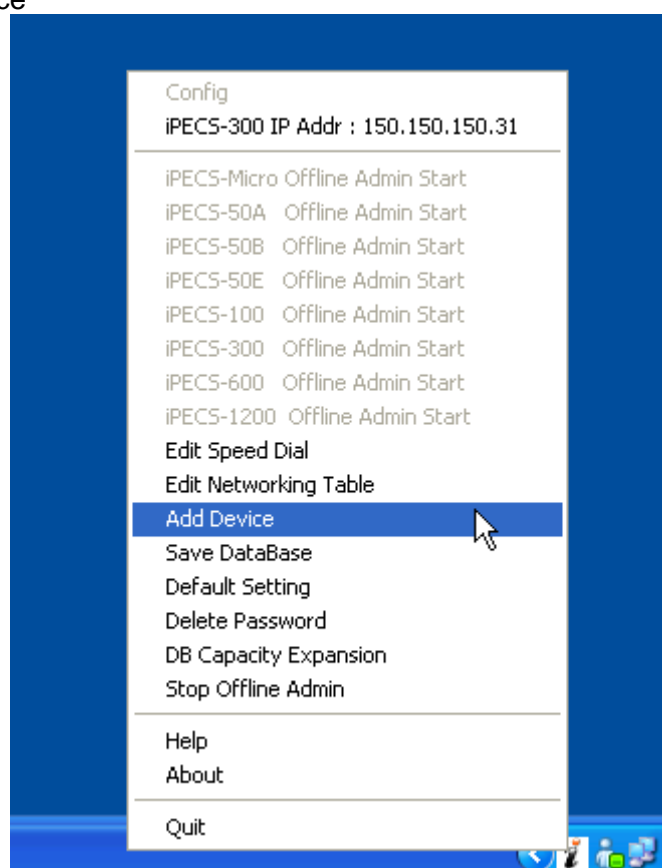 ce
Config
iPECS-300 IP Addr : 150.150.150.31
iPECS-Micro Offline Admin Start
iPECS-50A Offline Admin Start
iPECS-50B Offline Admin Start
iPECS-50E Offline Admin Start
iPECS-100 Offline Admin Start
iPECS-300 Offline Admin Start
iPECS-600 Offline Admin Start
iPECS-1200 Offline Admin Start
Edit Speed Dial
Edit Networking Table
Add Device
Save DataBase
Default Setting
Delete Password
DB Capacity Expansion
Stop Offline Admin
Help
About
Quit